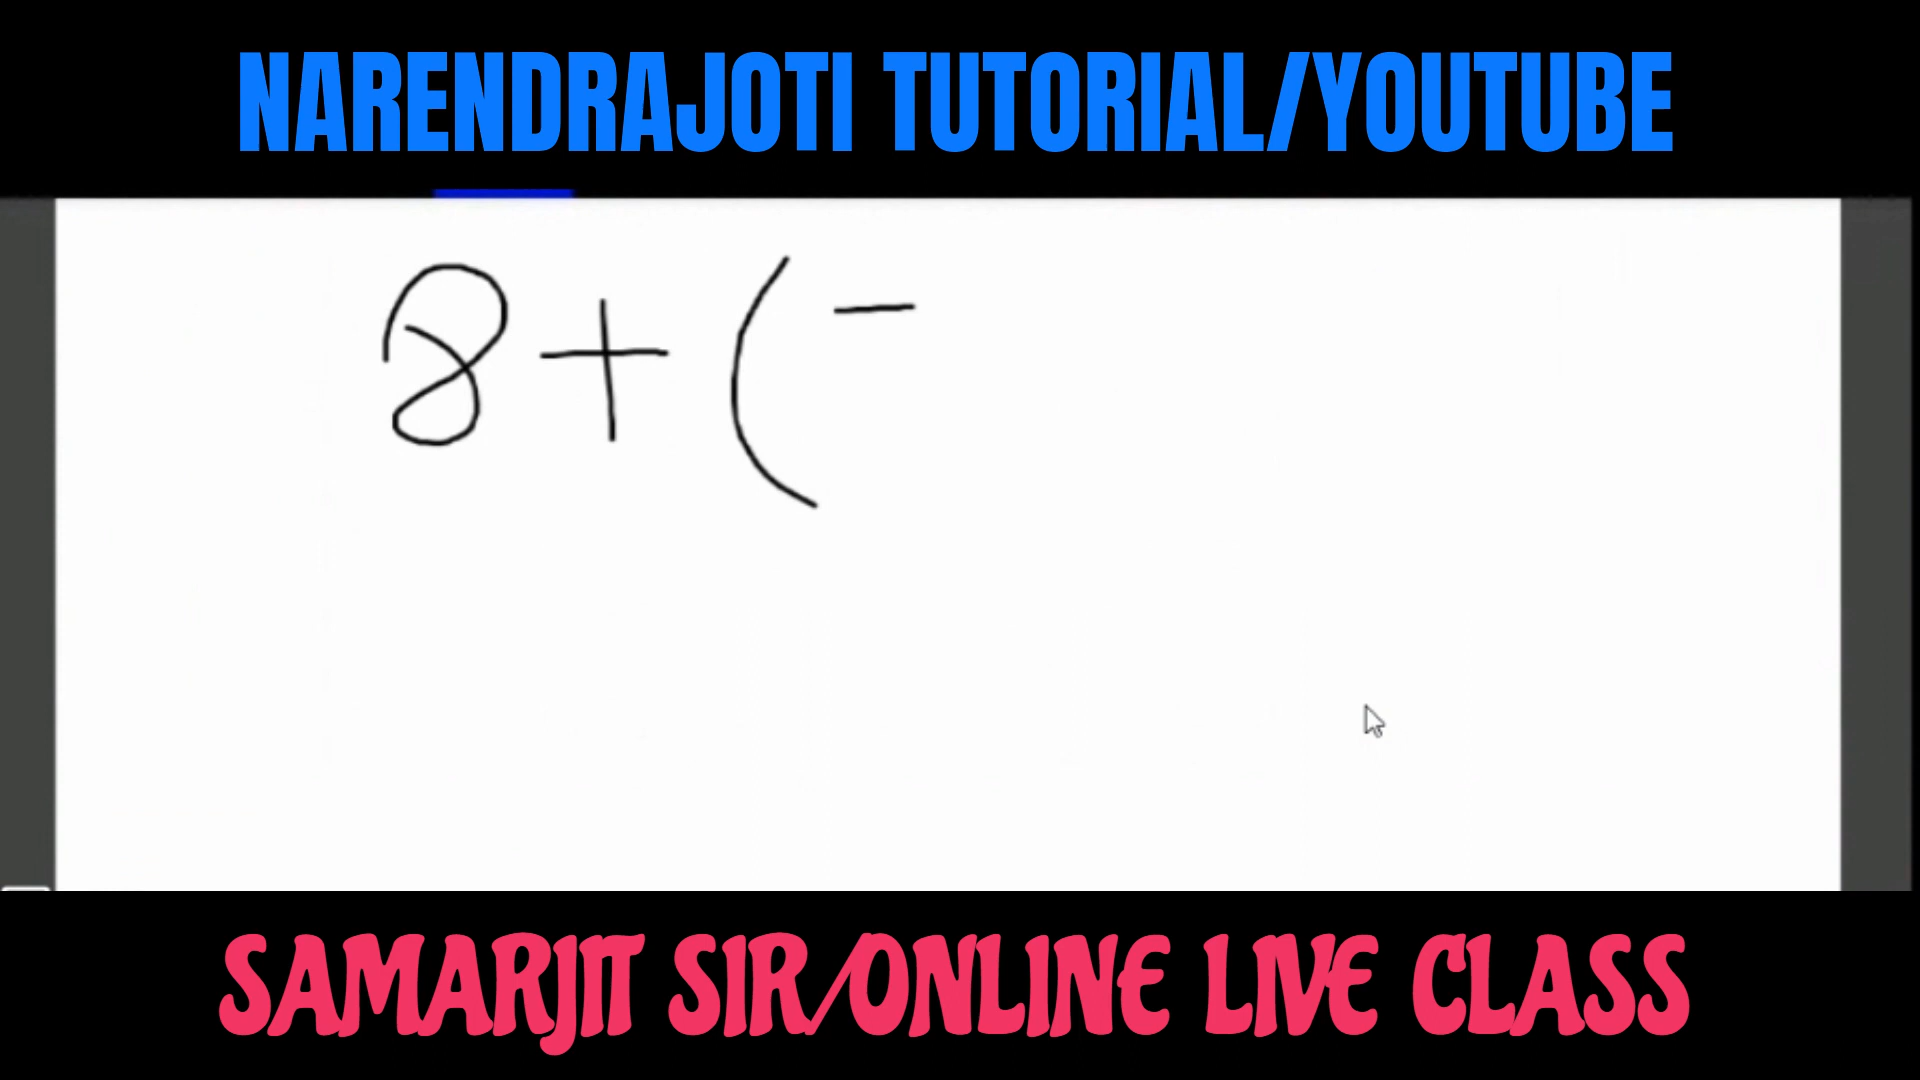 NARENDRAJOTI TUTORIAL/YOUTUBE
8+(-
SAMARJIT SIR/ONLINE LIVE CLASS